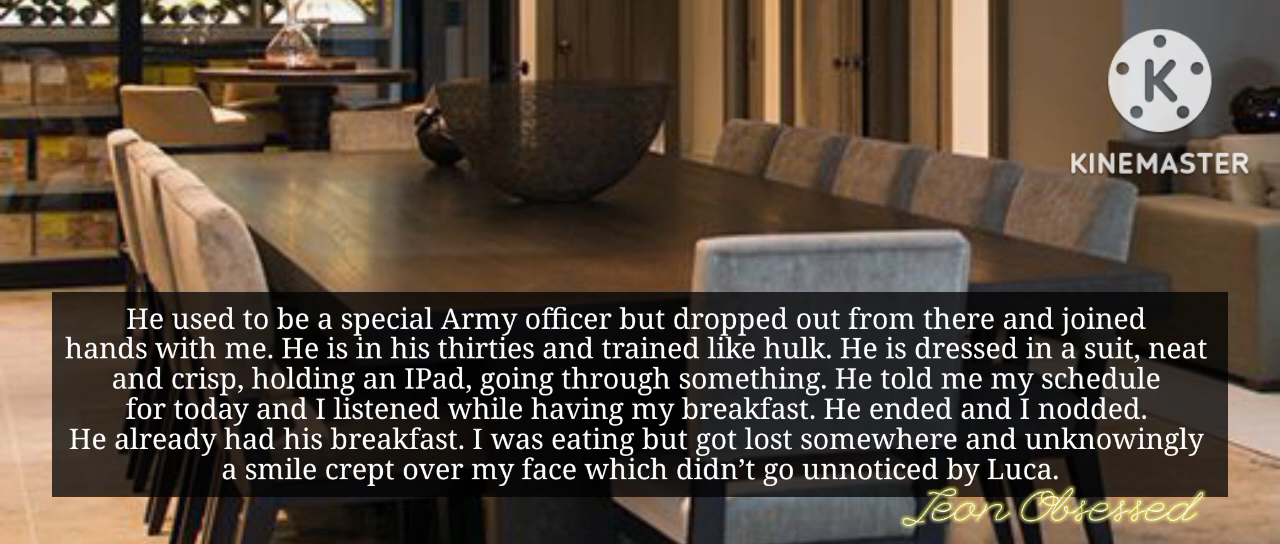 K
KINEMASTER
He used to be a special Army officer but dropped out from there and joined
hands with me. He is in his thirties and trained like hulk. He is dressed in a suit, neat
and crisp, holding an IPad, going through something. He told me my schedule
for today and I listened while having my breakfast. He ended and I nodded.
He already had his breakfast. I was eating but got lost somewhere and unknowingly
a smile crept over my face which didn’t go unnoticed by Luca.
Jeon Obsessed